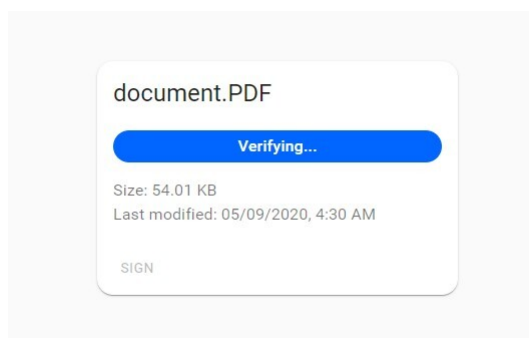 document.PDF
Verifying...
Size: 54.01 KB
Last modified: 05/09/2020, 4:30 AM
SIGN